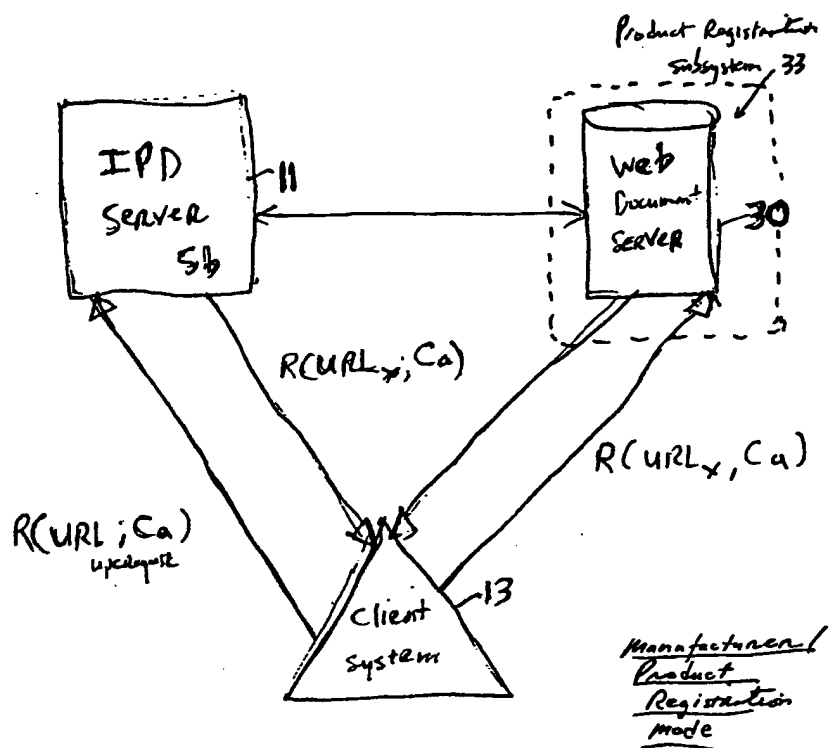 Product Registration
subsystem 33
IPD
SERVER
5b
11
Web
Document
SERVER
30
R(URLx; Ca)
R(URLx, Ca)
R(URL; Ca)
Client
System
13
Manufacturer/
Product
Registration
mode